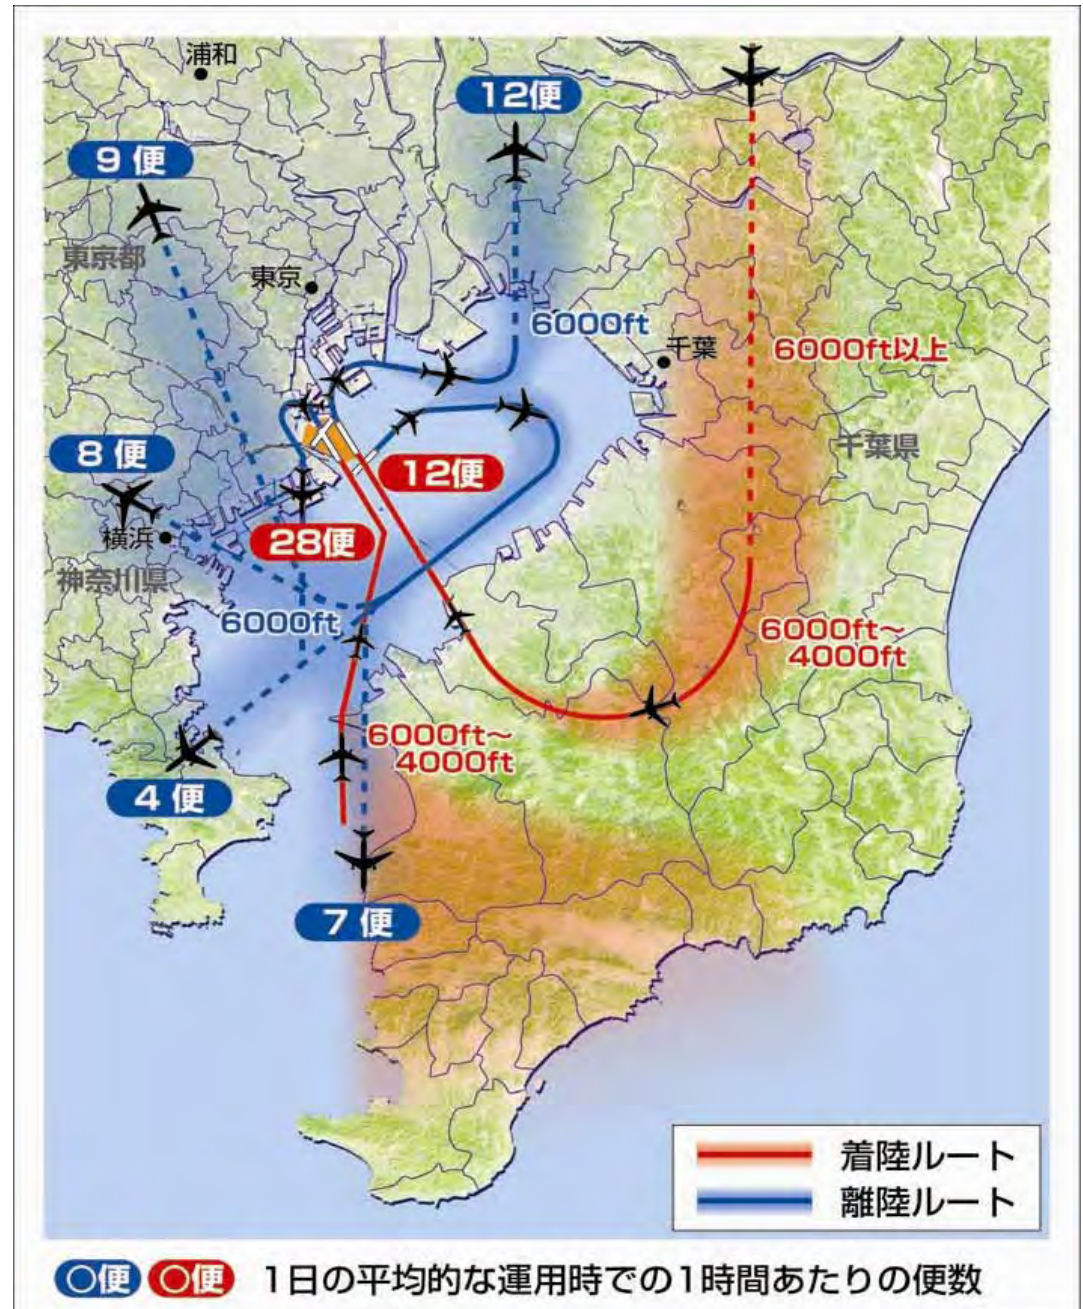 浦和
12便
9 便
東京都
東京
6000ft
千葉
6000ft以上
千葉県
8 便
12便
横浜
28便
神奈川県
6000ft
6000ft～
4000ft
6000ft～
4000ft
4 便
7 便
着陸ルート
離陸ルート
○便 ○便 1日の平均的な運用時での1時間あたりの便数